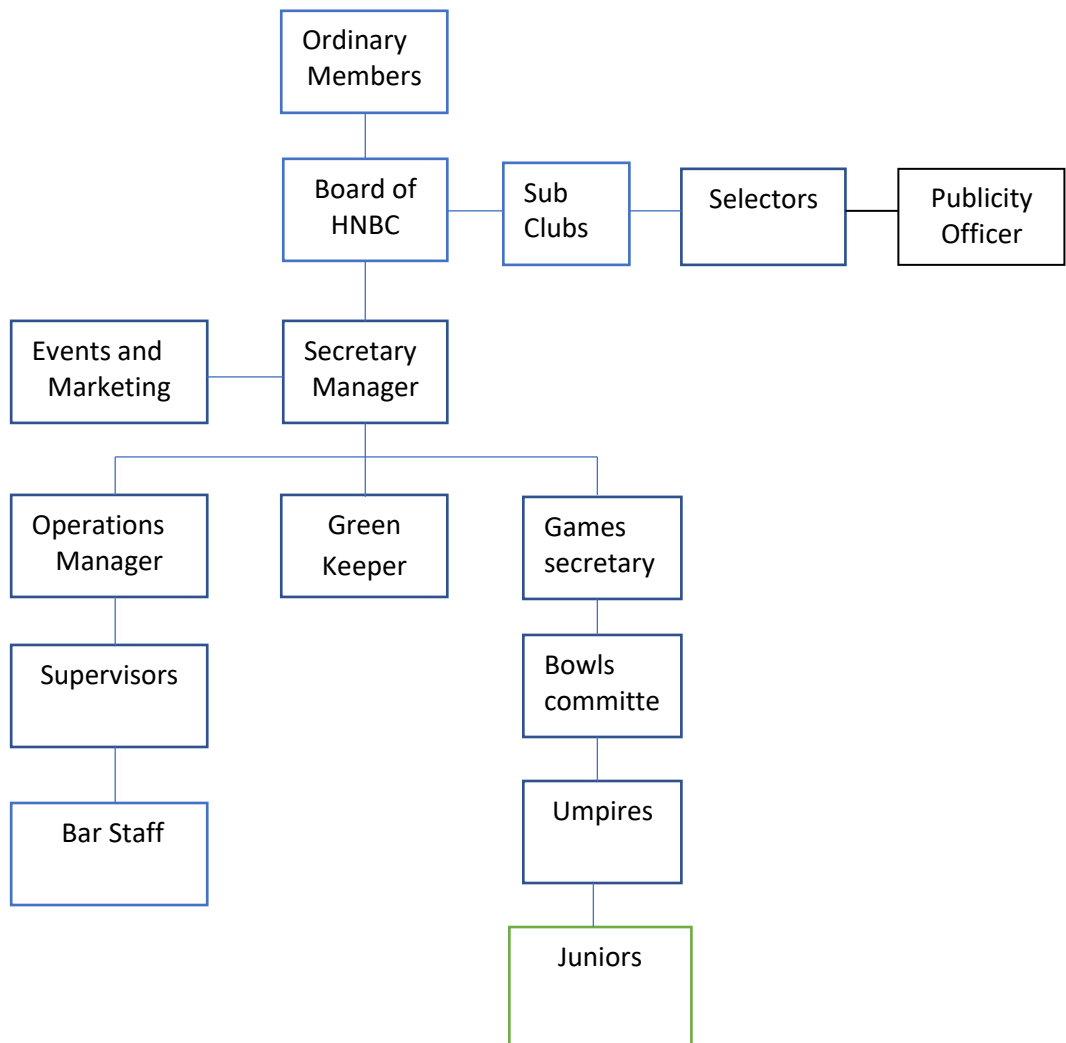 Ordinary
Members
Board of
HNBC
Sub
Clubs
Selectors
Publicity
Officer
Events and
Marketing
Secretary
Manager
Operations
Manager
Green
Keeper
Games
secretary
Supervisors
Bowls
committe
Bar Staff
Umpires
Juniors